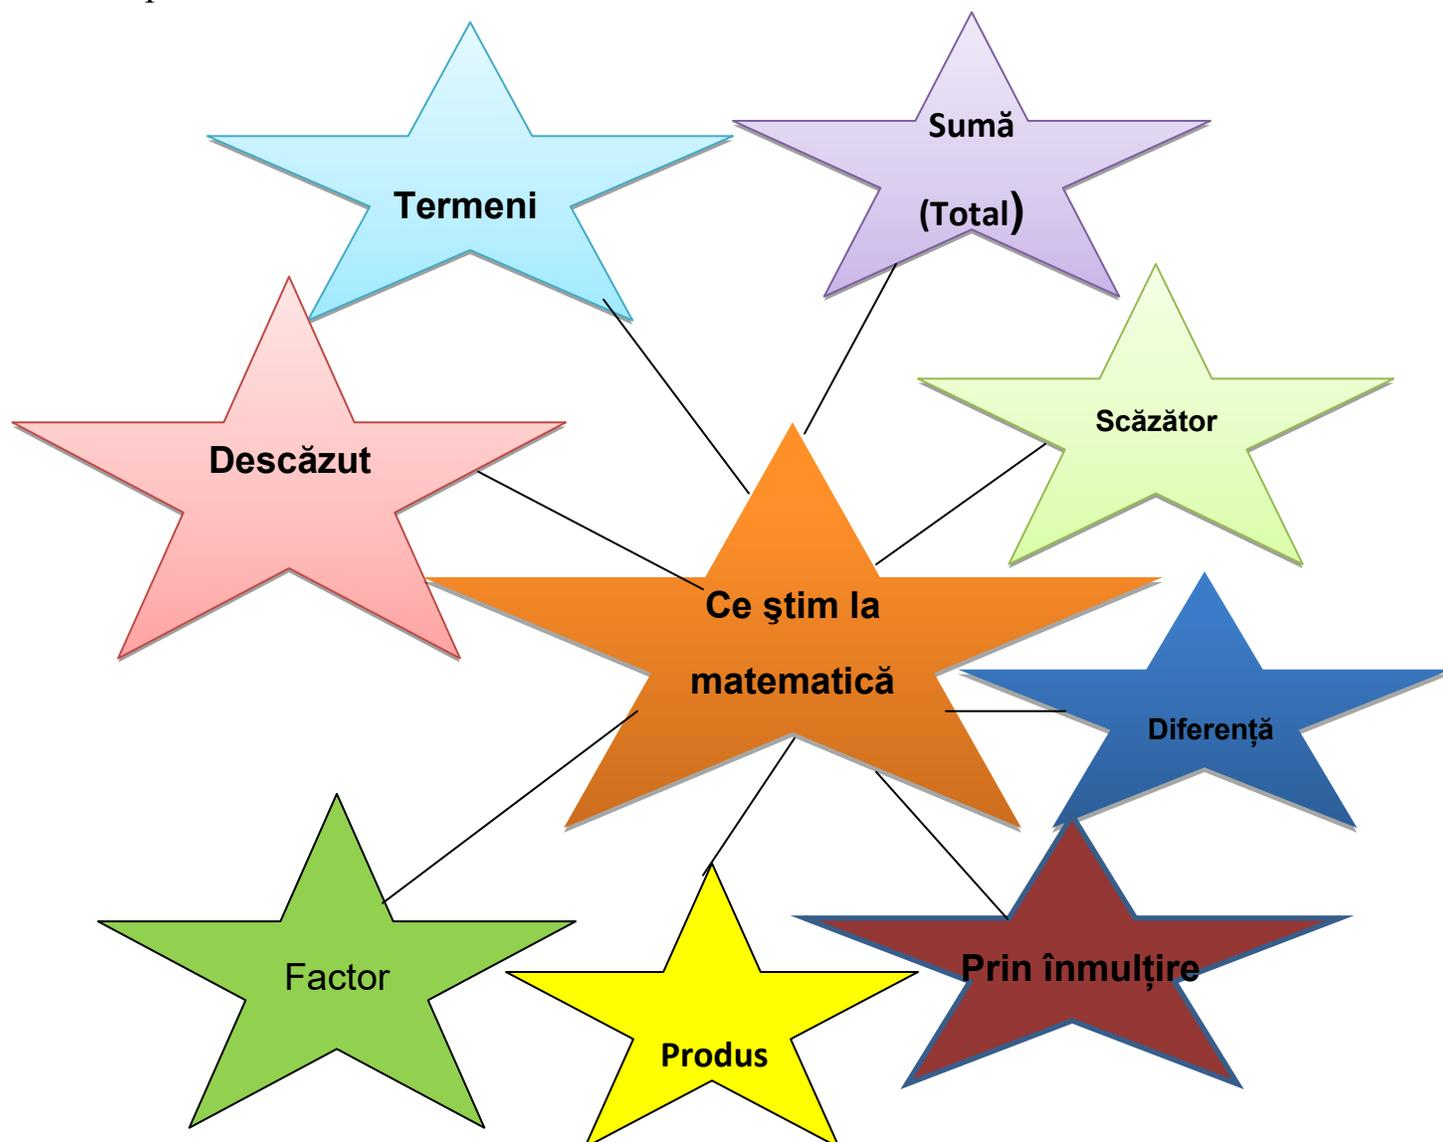 Termeni
Sumă
(Total)
Descăzut
Scăzător
Ce ştim la
matematică
Diferență
Factor
Produs
Prin înmulțire